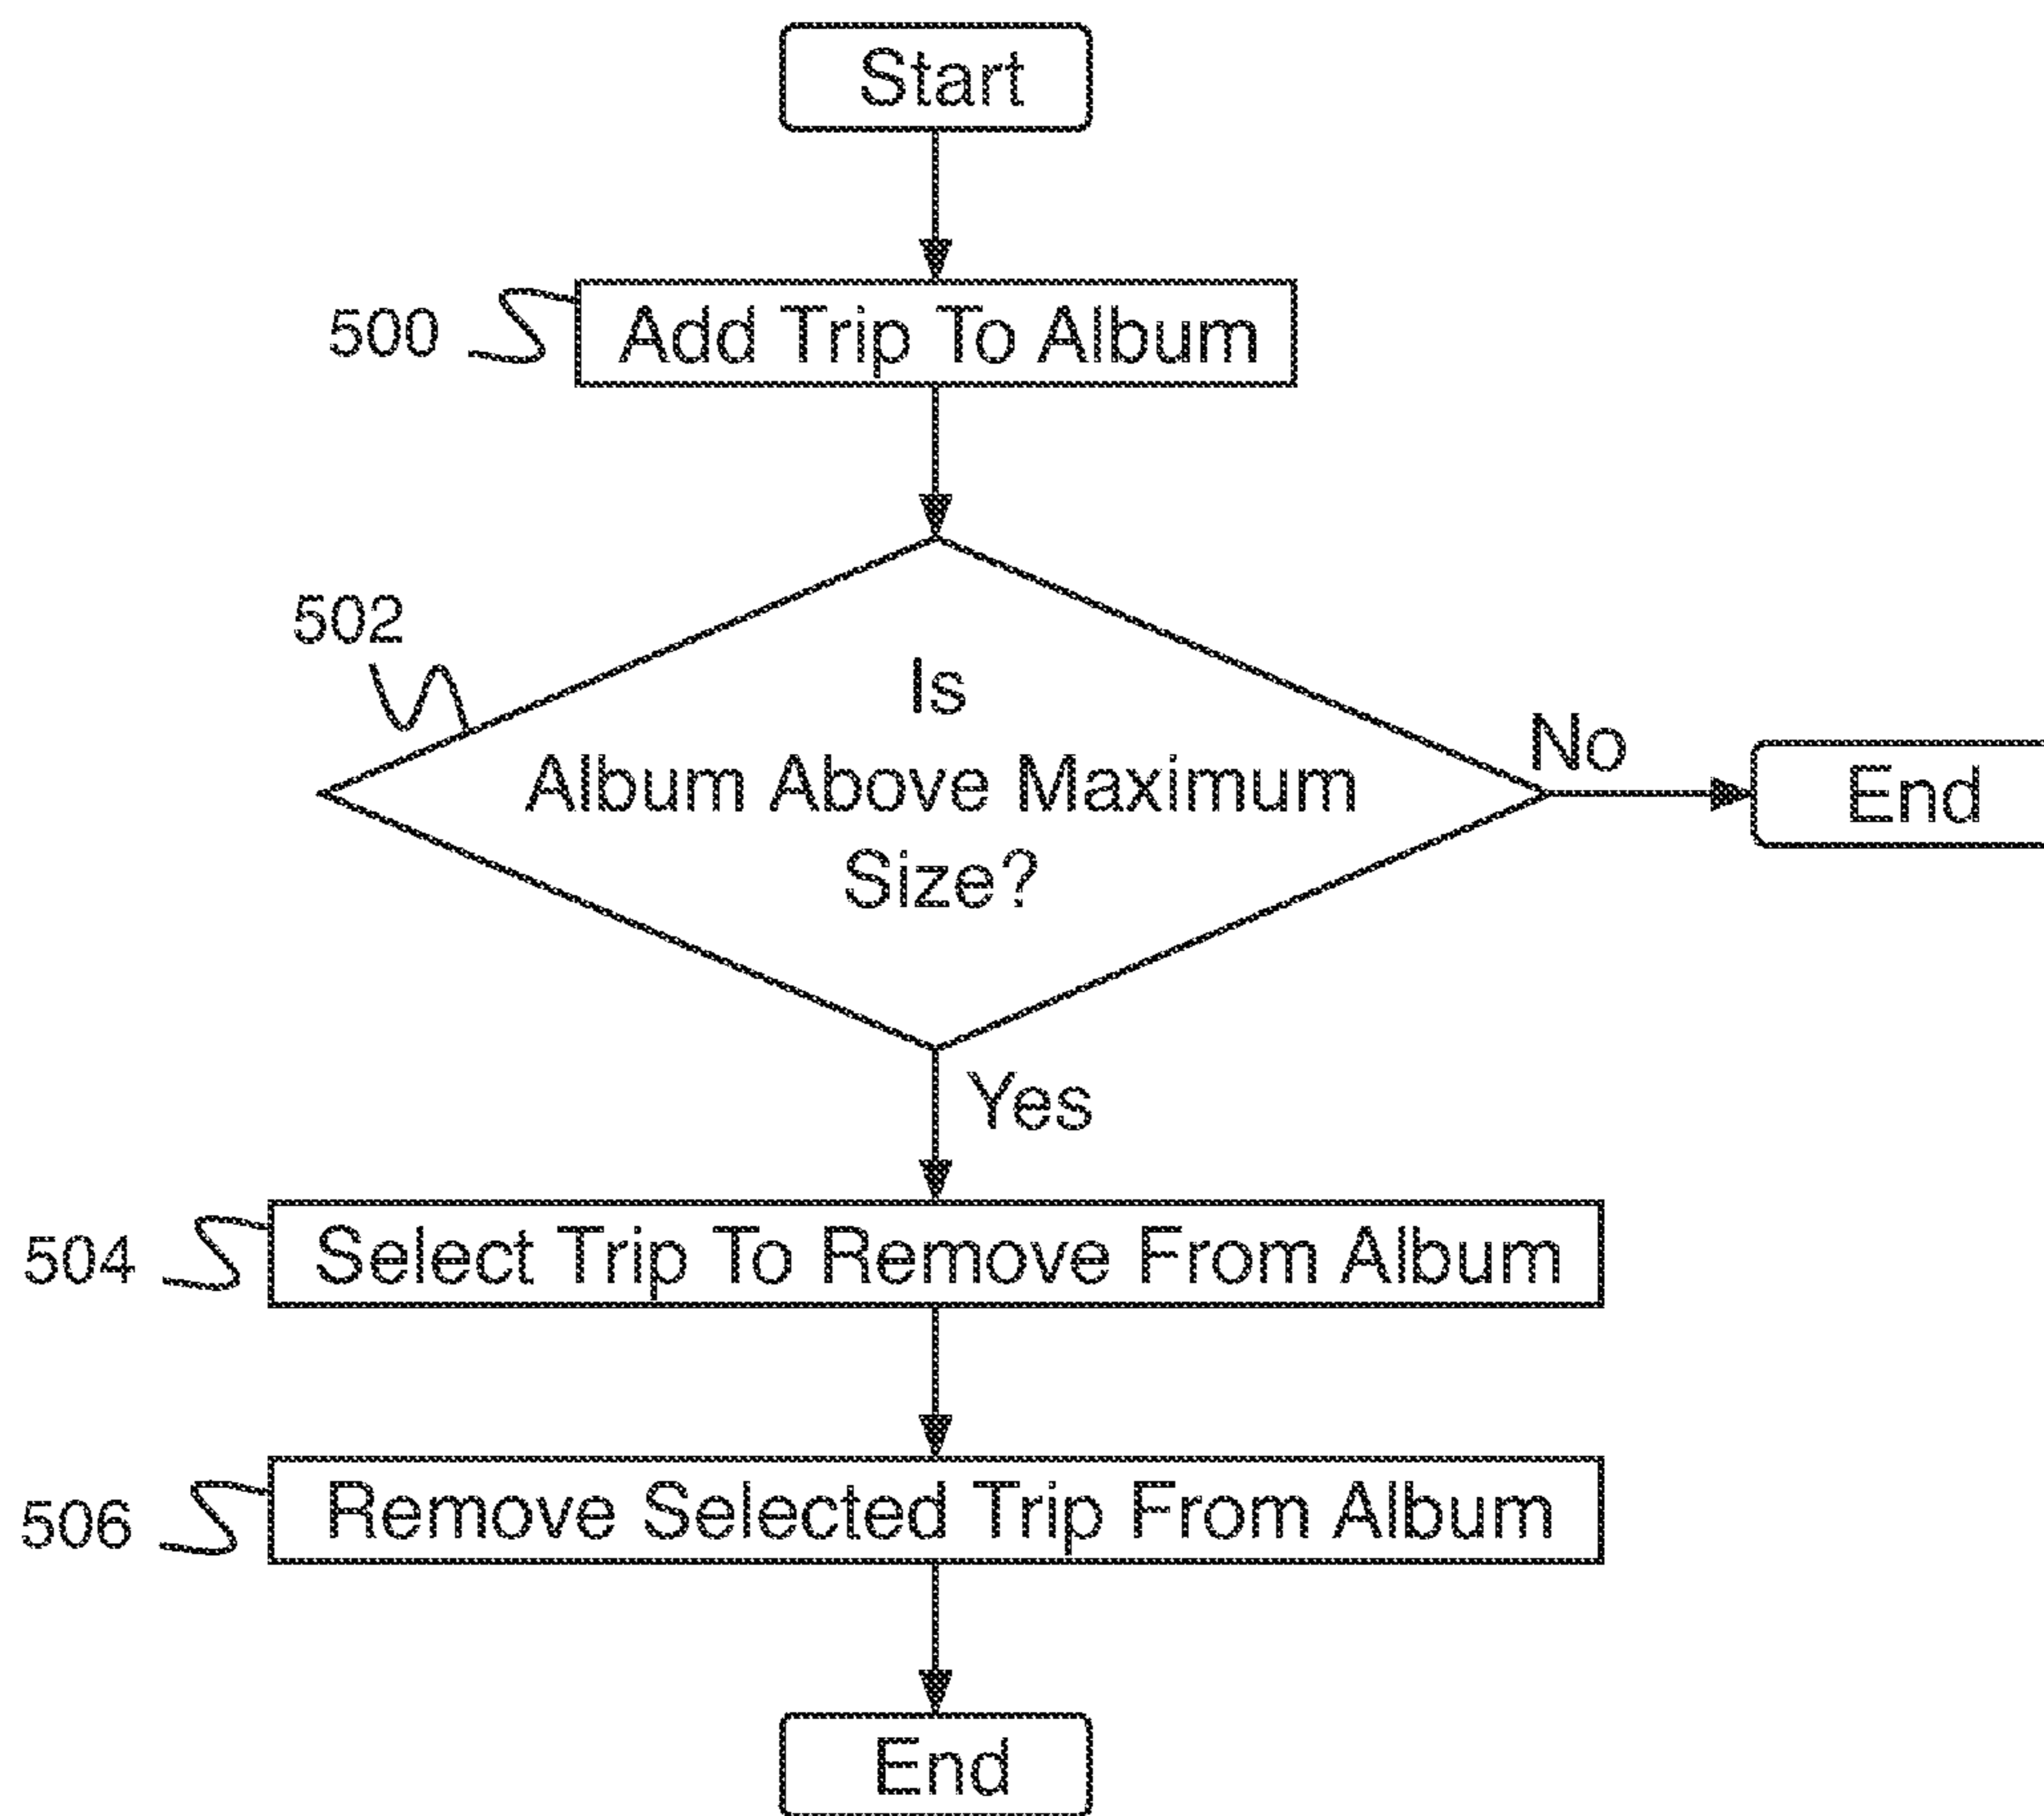 Start
500
Add Trip To Album
502
Is
Album Above Maximum
Size?
No
End
Yes
504
Select Trip To Remove From Album
506
Remove Selected Trip From Album
End